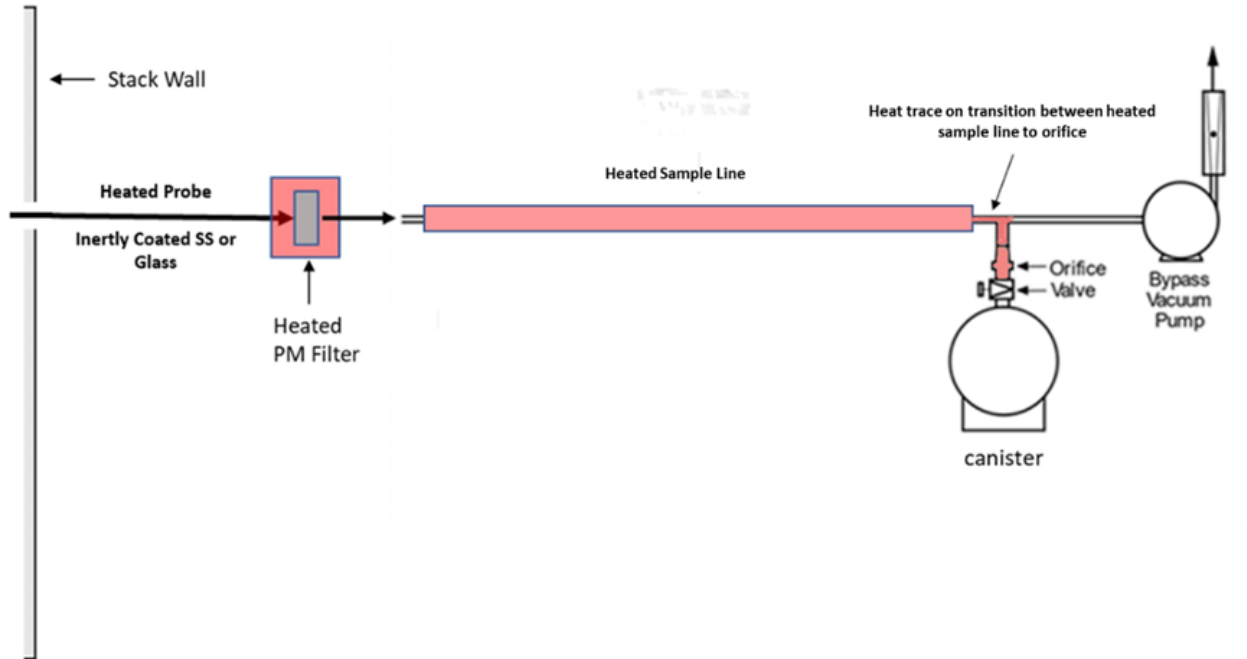 Stack Wall
Heat trace on transition between heated
sample line to orifice
Heated Sample Line
Heated Probe
Inertly Coated SS or
Glass
Orifice
Valve
Bypass
Vacuum
Pump
Heated
PM Filter
canister